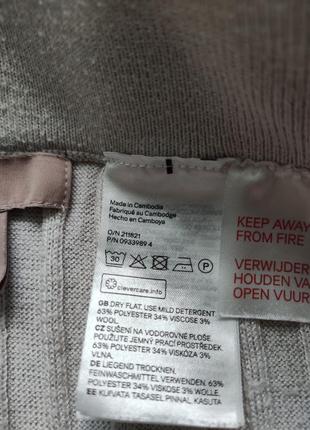 Made in Cambodia
Fabriqué au Cambodge
Hecho en Camboya
O/N 211821
P/N 0933989 4
30
P
clevercare.info
GB DRY FLAT. USE MILD DETERGENT.
63% POLYESTER 34% VISCOSE 3%
WOOL.
CZ SUŠENÍ NA VODOROVNÉ PLOŠE
POUŽIJTE JEMNÝ PRACÍ PROSTŘEDEK.
63% POLYESTER 34% VISKÓZA 3%
VLNA.
DE LIEGEND TROCKNEN.
FEINWASCHMITTEL VERWENDEN.
63% POLYESTER 34% VISKOSE 3%
WOLLE.
EE KUIVATA TASASEL PINNAL. KASUTA
KEEP AWAY
FROM FIRE
VERWIJDER
HOUDEN VA
OPEN VUUR